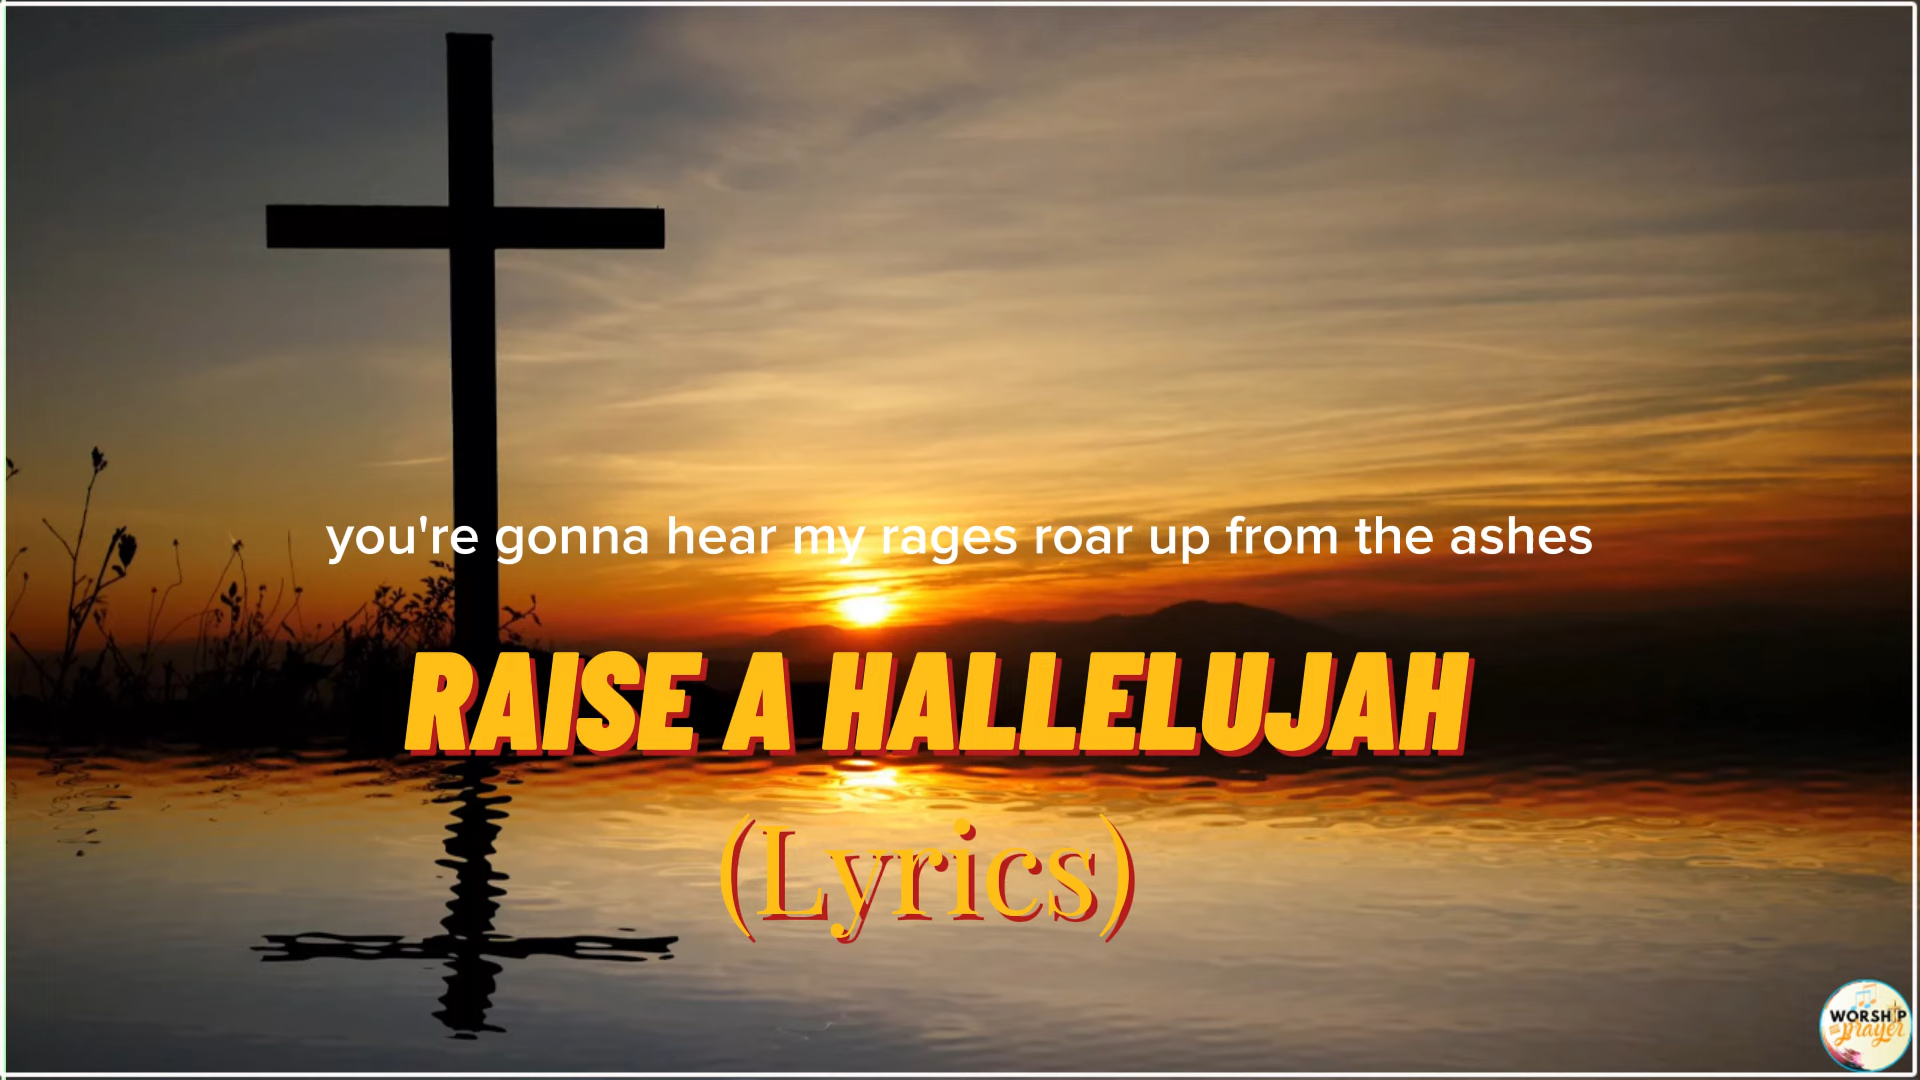 you're gonna hear my rages roar up from the ashes
RAISE A HALLELUJAH
(Lyrics)
WORSHIP
prayer